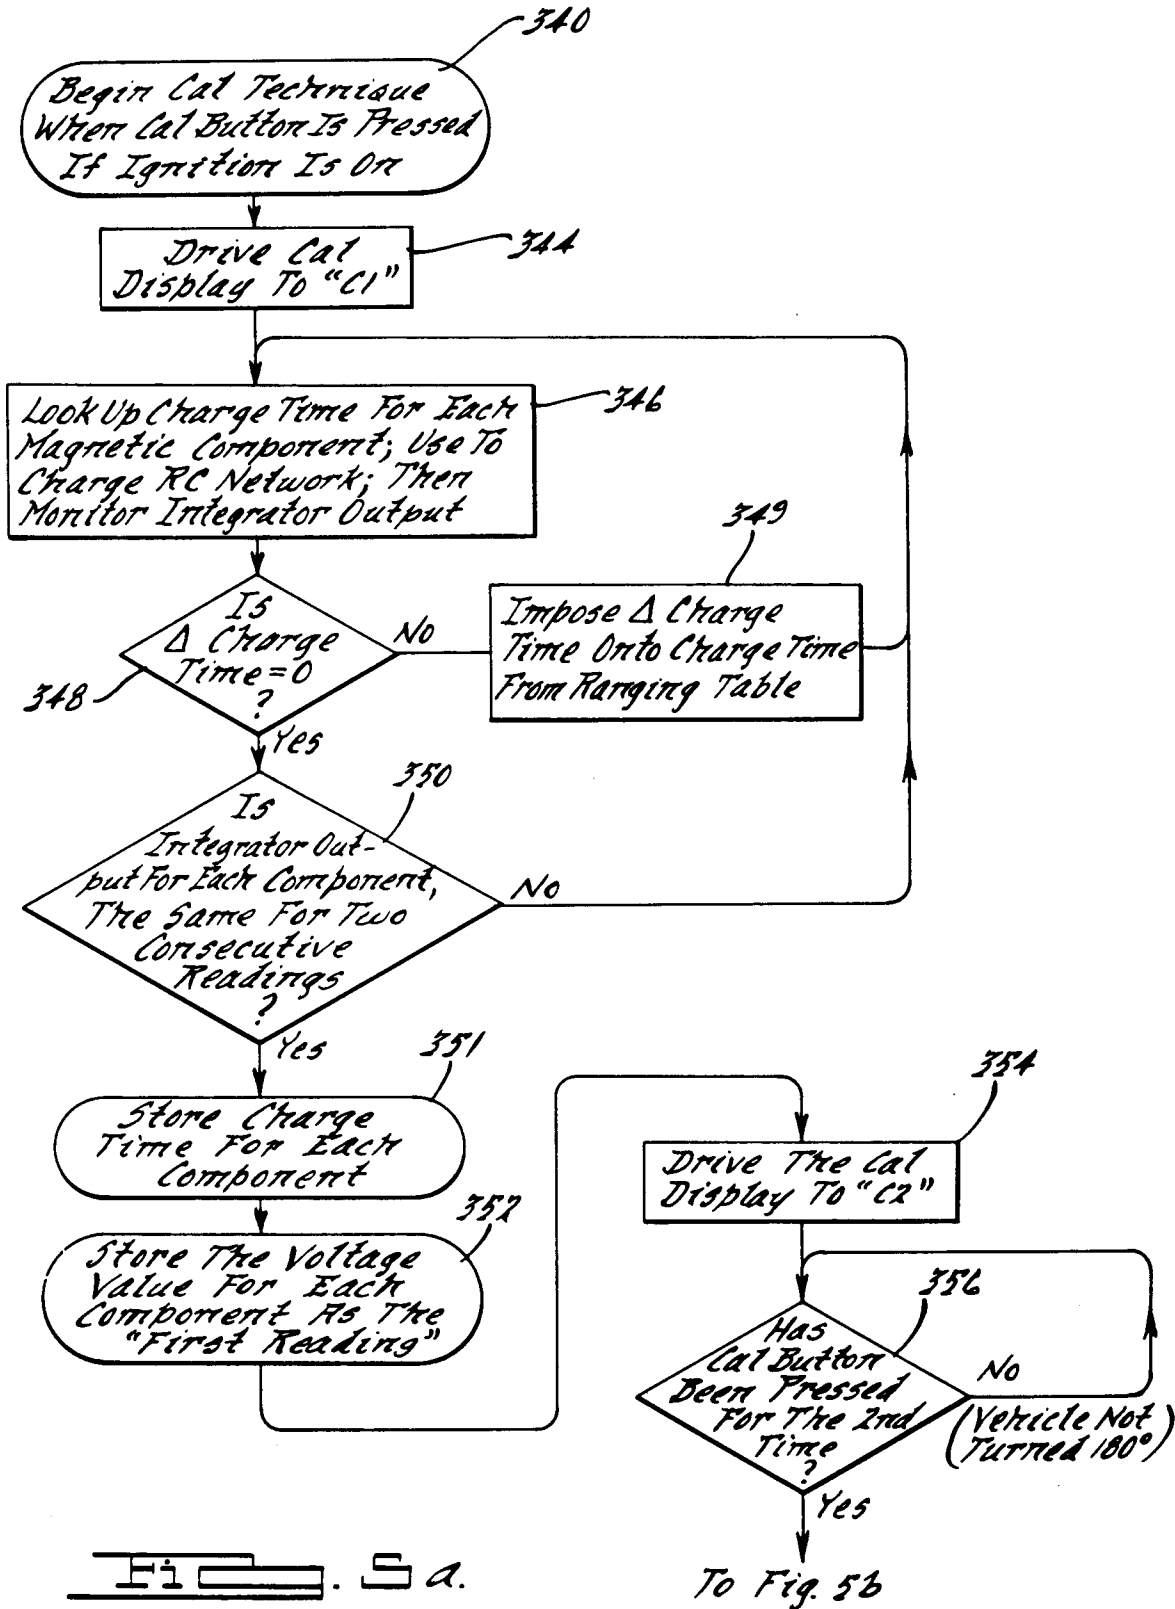 340
Begin Cal Technique
When Cal Button Is Pressed
If Ignition Is On
344
Drive Cal
Display To "C1"
346
Look Up Charge Time For Each
Magnetic Component; Use To
Charge RC Network; Then
Monitor Integrator Output
349
Impose Δ Charge
Time Onto Charge Time
From Ranging Table
Is
Δ Charge
Time=0
?
No
348
Yes
350
Is
Integrator Out-
put For Each Component,
The Same For Two
Consecutive
Readings
?
No
Yes
351
Store Charge
Time For Each
Component
352
Store The Voltage
Value For Each
Component As The
"First Reading"
354
Drive The Cal
Display To "C2"
356
Has
Cal Button
Been Pressed
For The 2nd
Time
?
No
(Vehicle Not
Turned 180°)
Yes
To Fig. 5b
Fig. 5a.